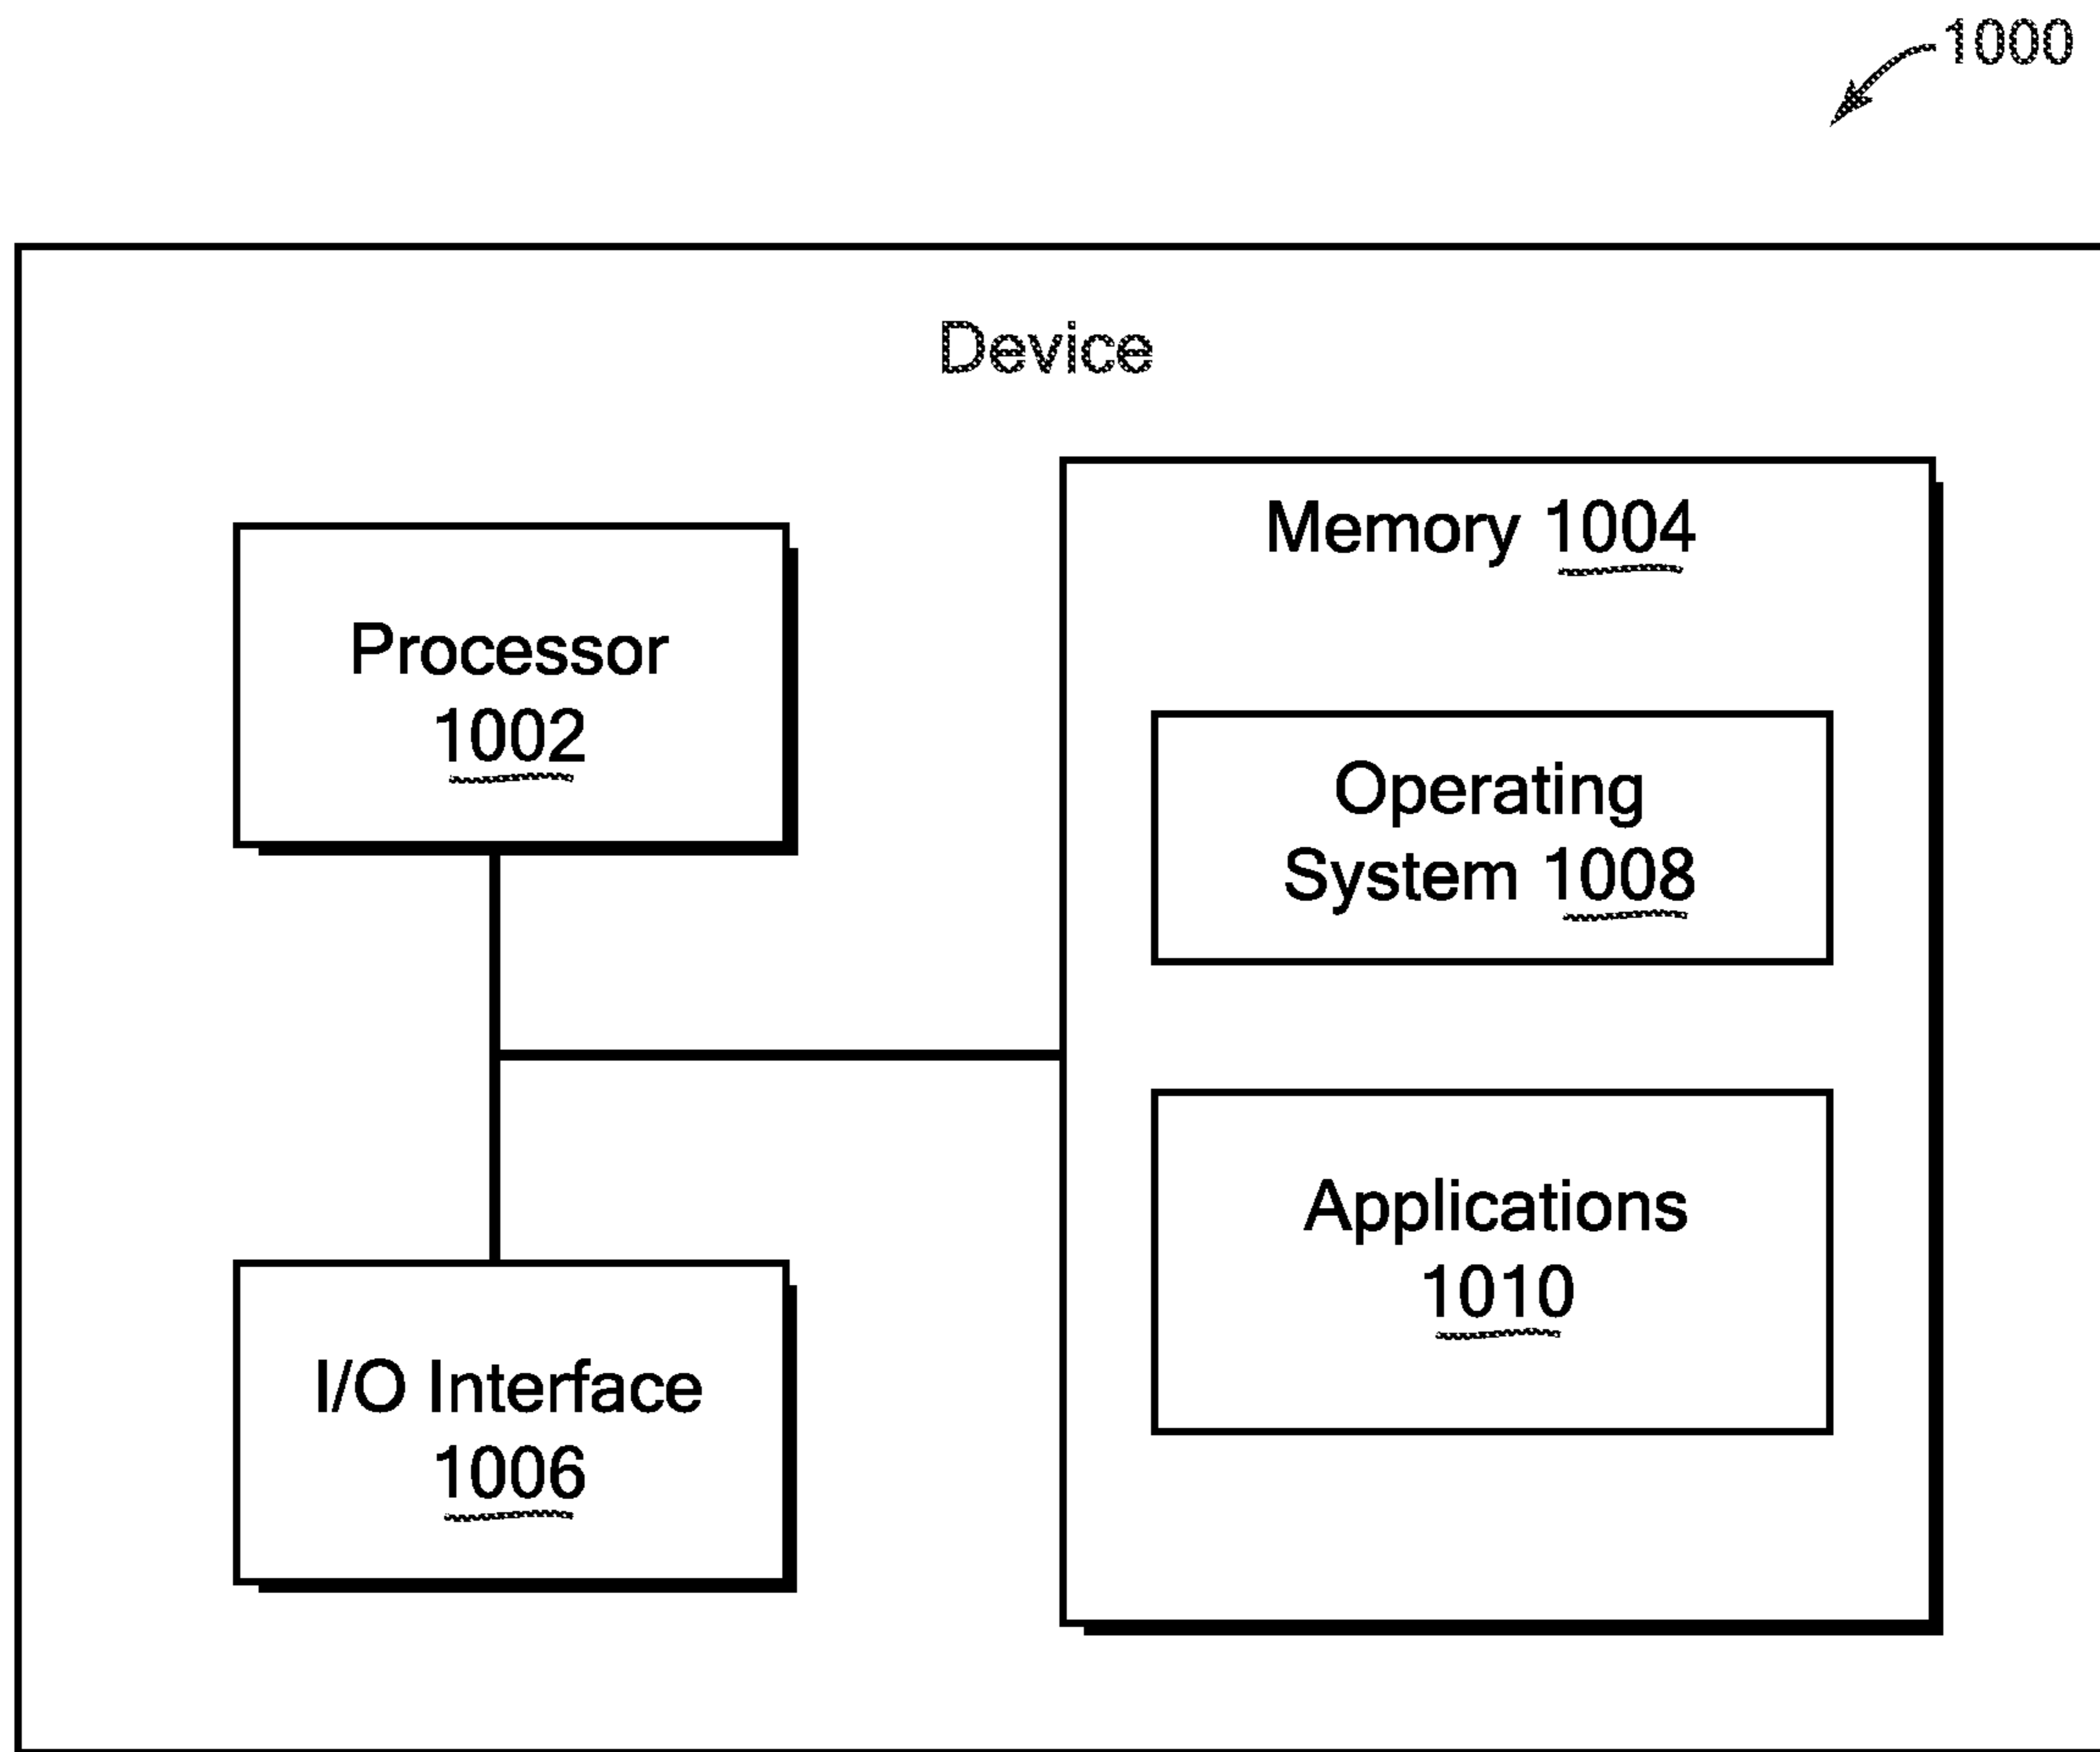 1000
Device
Processor
1002
Memory 1004
Operating
System 1008
Applications
1010
I/O Interface
1006